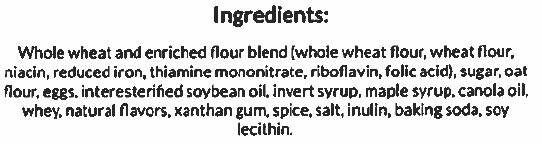 Ingredients:
Whole wheat and enriched flour blend (whole wheat flour, wheat flour,
niacin, reduced iron, thiamine mononitrate, riboflavin, folic acid), sugar, oat
flour, eggs, interesterified soybean oil, invert syrup, maple syrup, canola oil,
whey, natural flavors, xanthan gum, spice, salt, inulin, baking soda, soy
lecithin.